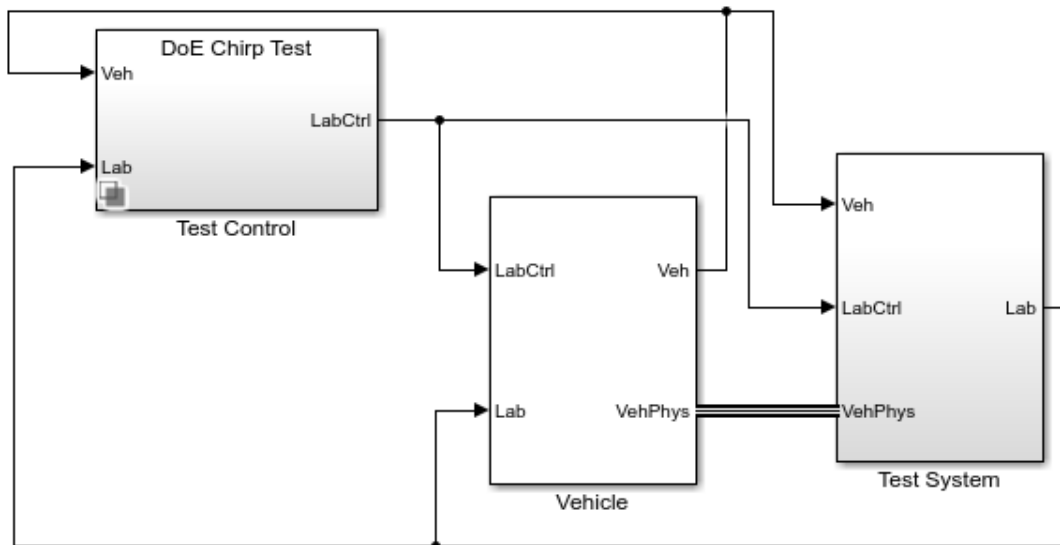 DoE Chirp Test
Veh
LabCtrl
Lab
Test Control
Veh
LabCtrl
Veh
LabCtrl
Lab
Lab
VehPhys
VehPhys
Test System
Vehicle